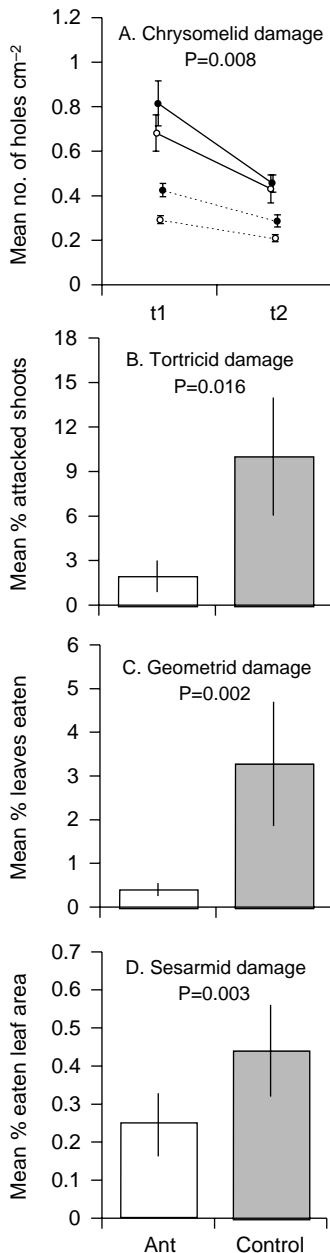 A. Chrysomelid damage
P=0.008
Mean no. of holes cm⁻²
1.2
1
0.8
0.6
0.4
0.2
0
t1 t2
B. Tortricid damage
P=0.016
Mean % attacked shoots
18
15
12
9
6
3
0
C. Geometrid damage
P=0.002
Mean % leaves eaten
6
5
4
3
2
1
0
D. Sesarmid damage
P=0.003
Mean % eaten leaf area
0.7
0.6
0.5
0.4
0.3
0.2
0.1
0
Ant Control